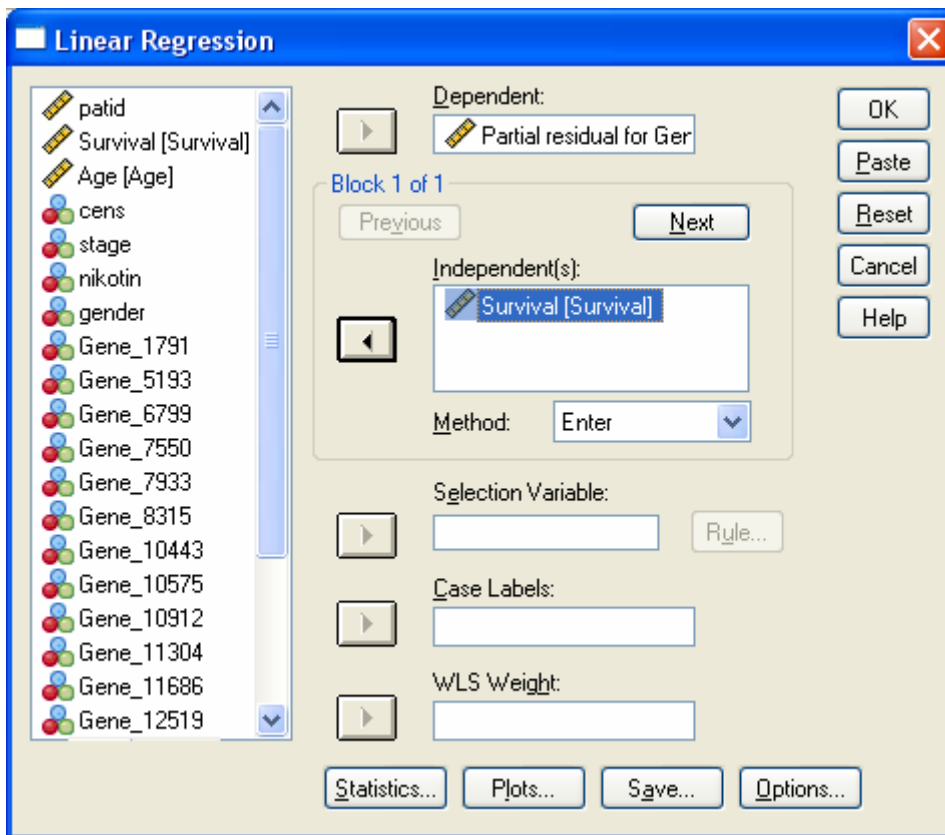 Linear Regression
patid
Survival [Survival]
Age [Age]
cens
stage
nikotin
gender
Gene_1791
Gene_5193
Gene_6799
Gene_7550
Gene_7933
Gene_8315
Gene_10443
Gene_10575
Gene_10912
Gene_11304
Gene_11686
Gene_12519
Dependent:
Partial residual for Ger
Block 1 of 1
Previous
Next
Independent(s):
Survival [Survival]
Method:
Enter
Selection Variable:
Rule...
Case Labels:
WLS Weight:
Statistics...
Plots...
Save...
Options...
OK
Paste
Reset
Cancel
Help